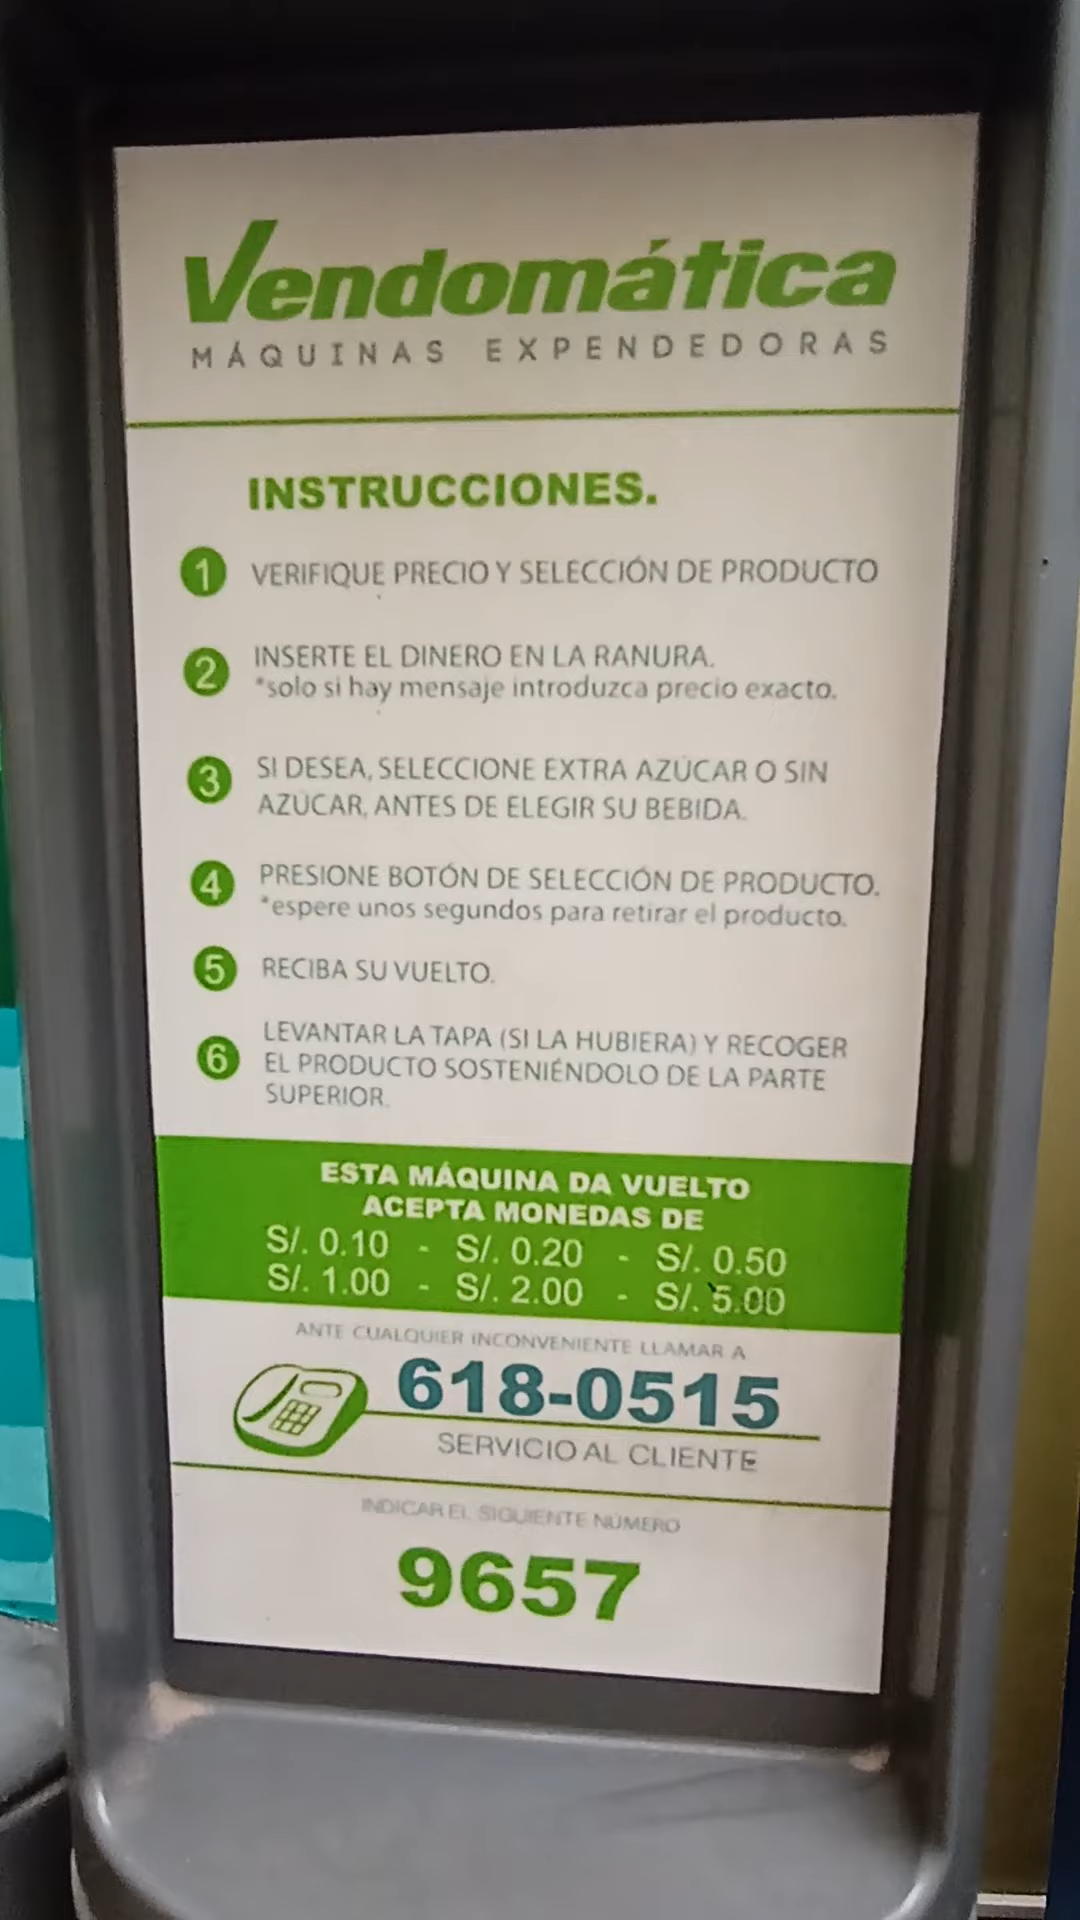 Vendomática
MÁQUINAS EXPENDEDORAS
INSTRUCCIONES.
1 VERIFIQUE PRECIO Y SELECCIÓN DE PRODUCTO
2 INSERTE EL DINERO EN LA RANURA.
*solo si hay mensaje introduzca precio exacto.
3 SI DESEA, SELECCIONE EXTRA AZÚCAR O SIN
AZÚCAR, ANTES DE ELEGIR SU BEBIDA.
4 PRESIONE BOTÓN DE SELECCIÓN DE PRODUCTO.
*espere unos segundos para retirar el producto.
5 RECIBA SU VUELTO.
6 LEVANTAR LA TAPA (SI LA HUBIERA) Y RECOGER
EL PRODUCTO SOSTENIÉNDOLO DE LA PARTE
SUPERIOR.
ESTA MÁQUINA DA VUELTO
ACEPTA MONEDAS DE
S/. 0.10 - S/. 0.20 - S/. 0.50
S/. 1.00 - S/. 2.00 - S/. 5.00
ANTE CUALQUIER INCONVENIENTE LLAMAR A
618-0515
SERVICIO AL CLIENTE
INDICAR EL SIGUIENTE NÚMERO
9657